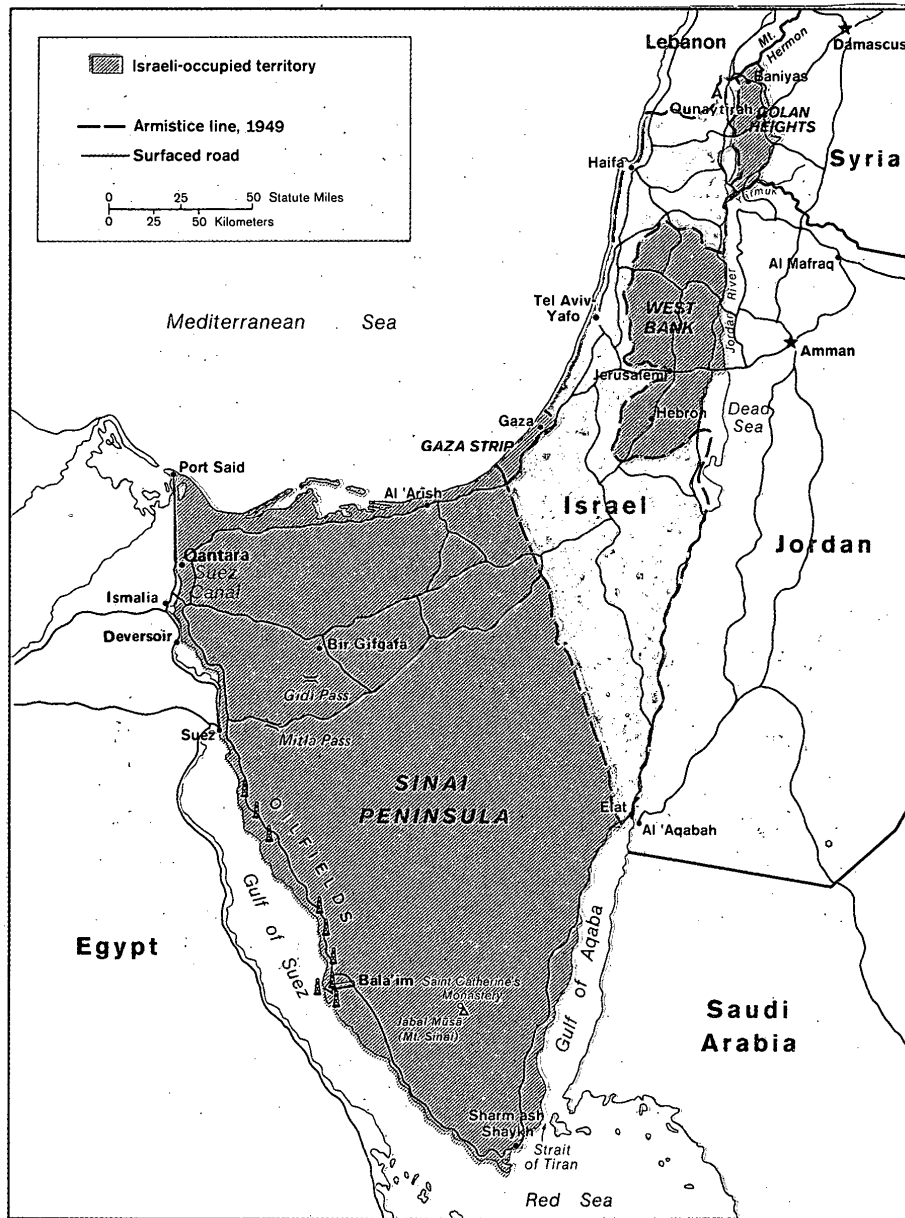 Israeli-occupied territory
Armistice line, 1949
Surfaced road
0 25 50 Statute Miles
0 25 50 Kilometers
Lebanon
Mt. Hermon
Damascus
Baniyas
Al
Qunaytirah
GOLAN
HEIGHTS
Syria
Haifa
Yirmuk
Al Mafraq
Mediterranean Sea
Tel Aviv
Yafo
WEST
BANK
Jordan River
Amman
Jerusalem
Hebron
Dead
Sea
Gaza
GAZA STRIP
Port Said
Al 'Arish
Israel
Jordan
Qantara
Suez
Canal
Ismalia
Deversoir
Bir Gifgafa
Gidi Pass
Suez
Mitla Pass
SINAI
PENINSULA
Elat
Al 'Aqabah
OILFIELDS
Gulf of Suez
Gulf of Aqaba
Egypt
Bala'im
Saint Catherine's
Monastery
Jabal Mūsá
(Mt. Sinai)
Saudi
Arabia
Sharm ash
Shaykh
Strait
of Tiran
Red Sea